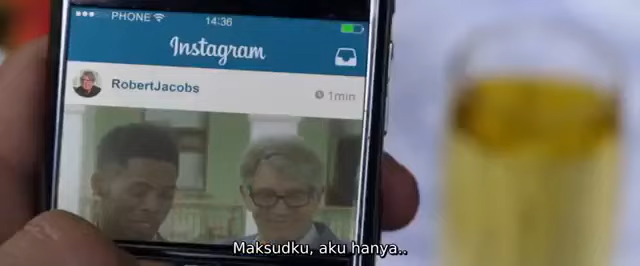 PHONE 14:36
Instagram
RobertJacobs 1min
Maksudku, aku hanya..